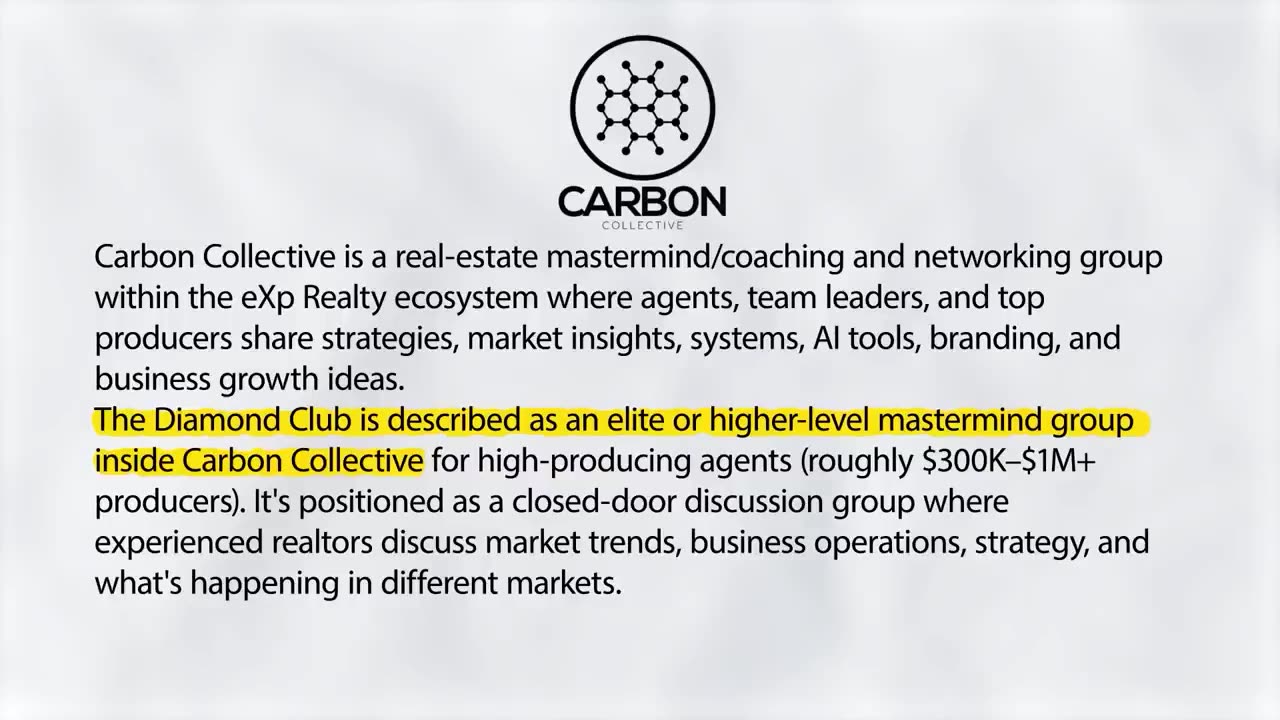 CARBON
COLLECTIVE
Carbon Collective is a real-estate mastermind/coaching and networking group
within the eXp Realty ecosystem where agents, team leaders, and top
producers share strategies, market insights, systems, AI tools, branding, and
business growth ideas.
The Diamond Club is described as an elite or higher-level mastermind group
inside Carbon Collective for high-producing agents (roughly $300K–$1M+
producers). It's positioned as a closed-door discussion group where
experienced realtors discuss market trends, business operations, strategy, and
what's happening in different markets.